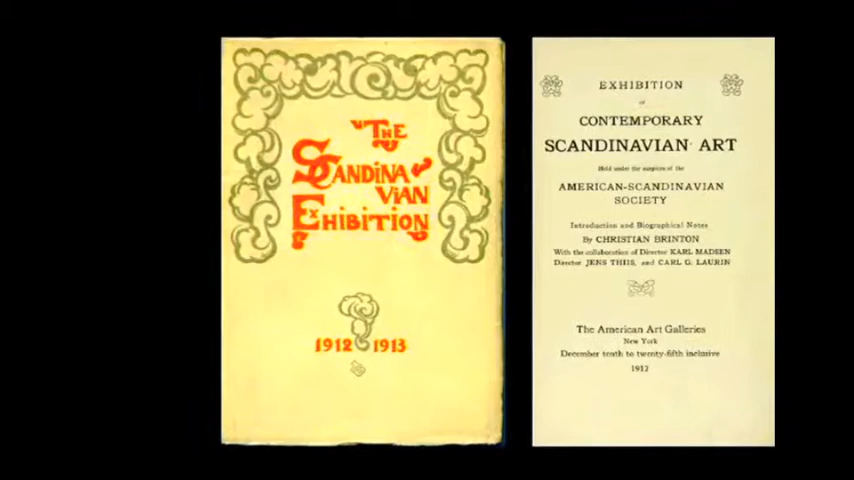 THE
SCANDINA
VIAN
EXHIBITION
1912 1913
EXHIBITION
OF
CONTEMPORARY
SCANDINAVIAN ART
Held under the auspices of the
AMERICAN-SCANDINAVIAN
SOCIETY
Introduction and Biographical Notes
By CHRISTIAN BRINTON
With the collaboration of Director KARL MADSEN
Director JENS THIIS, and CARL G. LAURIN
The American Art Galleries
New York
December tenth to twenty-fifth inclusive
1912